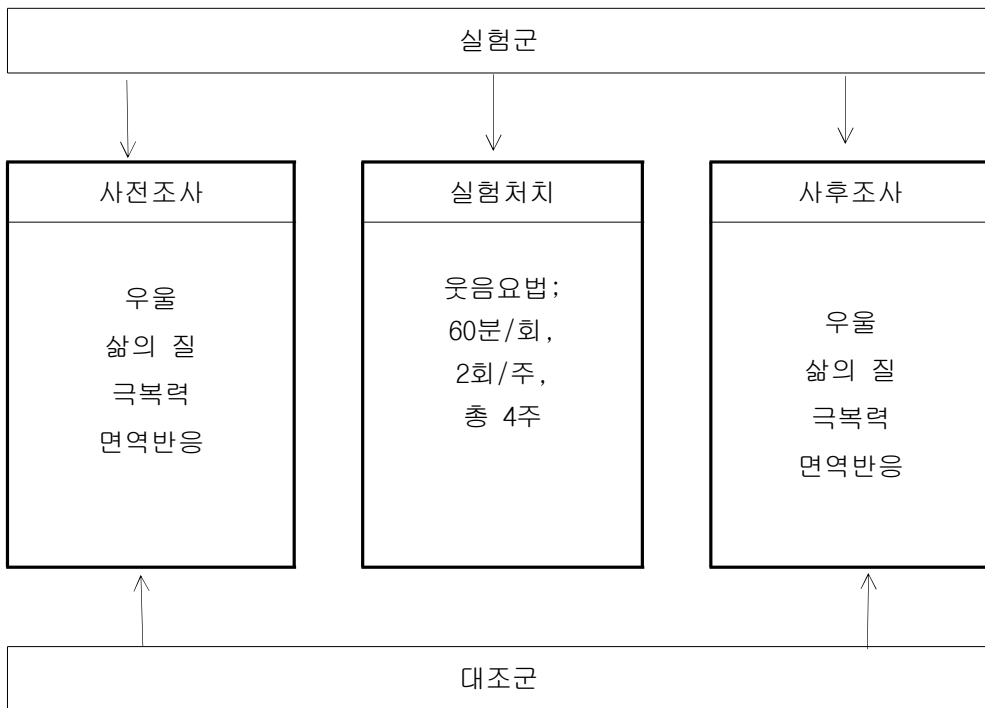 실험군
사전조사
우울
삶의 질
극복력
면역반응
실험처치
웃음요법;
60분/회,
2회/주,
총 4주
사후조사
우울
삶의 질
극복력
면역반응
대조군